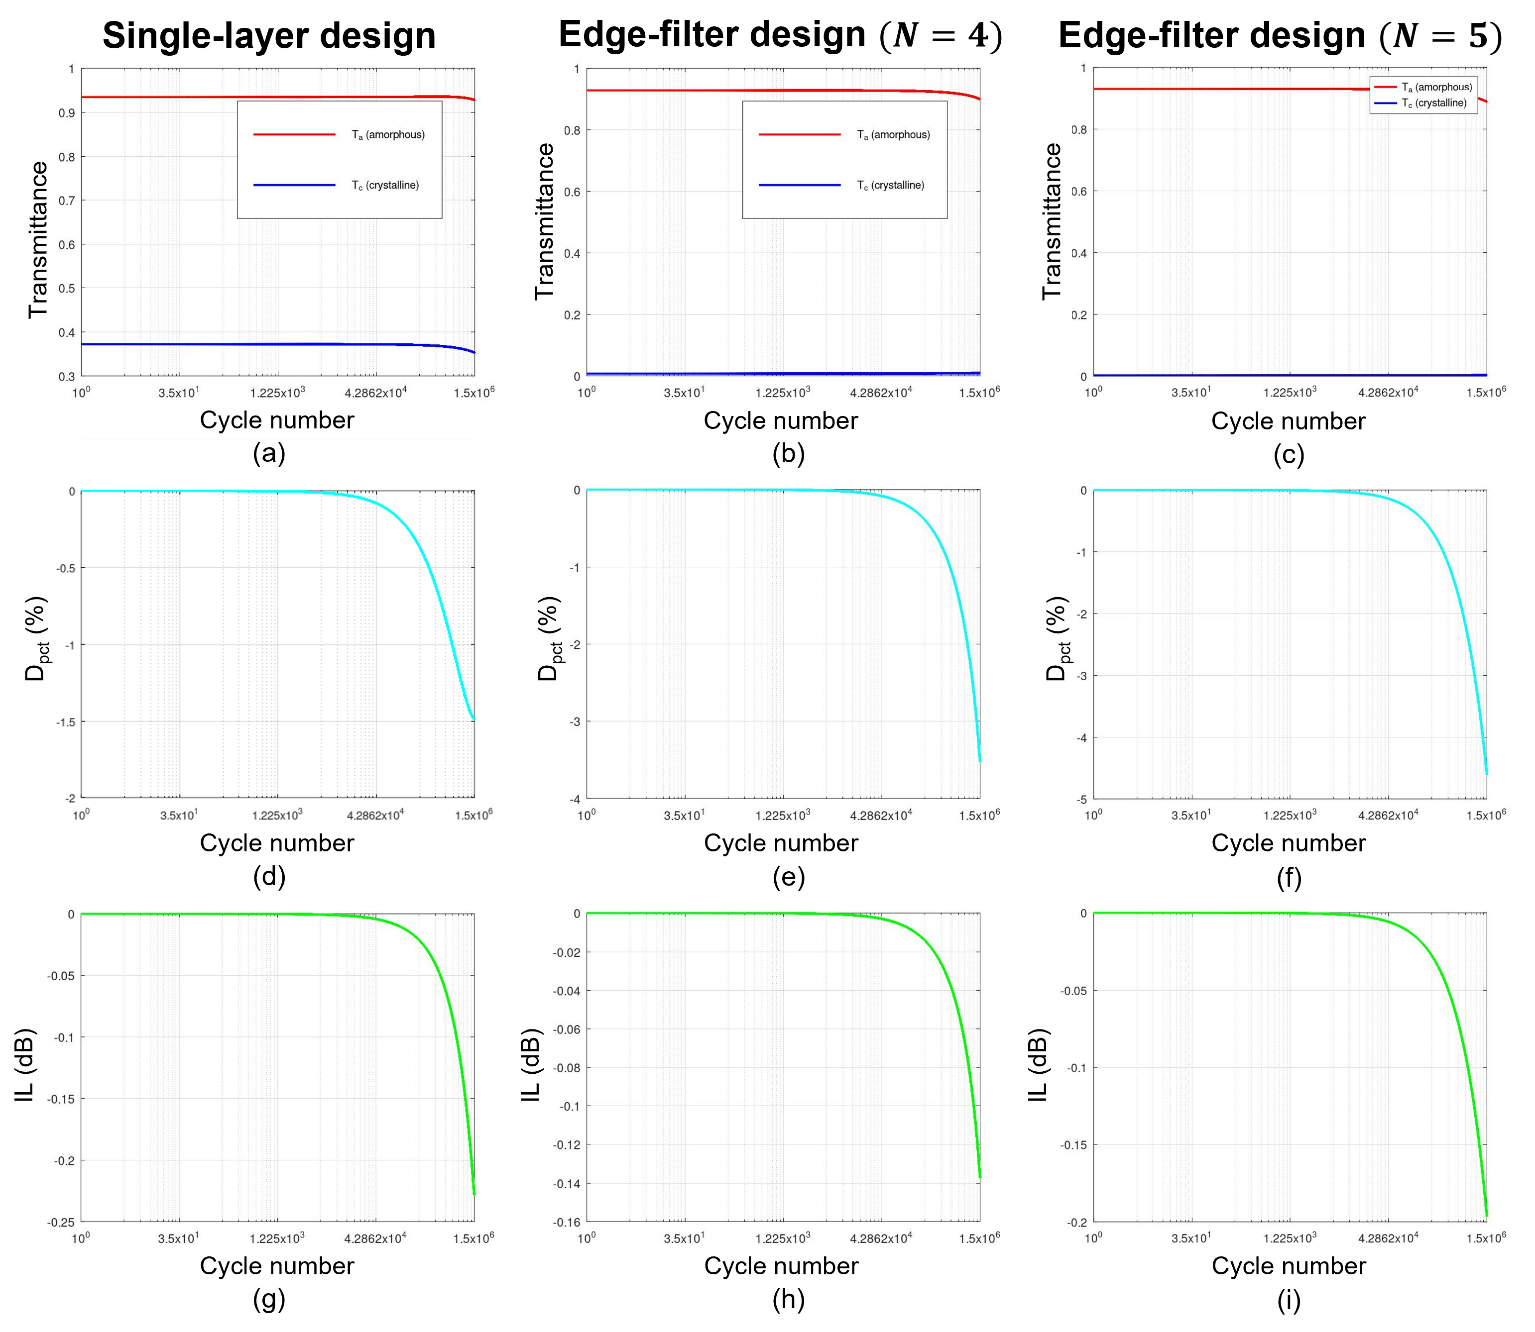 Single-layer design
Edge-filter design (N = 4)
Edge-filter design (N = 5)
1
0.9
0.8
0.7
0.6
0.5
0.4
0.3
Transmittance
Tₐ (amorphous)
T꜀ (crystalline)
10⁰
3.5x10¹
1.225x10³
4.2862x10⁴
1.5x10⁶
Cycle number
(a)
1
0.8
0.6
0.4
0.2
0
Transmittance
Tₐ (amorphous)
T꜀ (crystalline)
10⁰
3.5x10¹
1.225x10³
4.2862x10⁴
1.5x10⁶
Cycle number
(b)
1
0.8
0.6
0.4
0.2
0
Transmittance
Tₐ (amorphous)
T꜀ (crystalline)
10⁰
3.5x10¹
1.225x10³
4.2862x10⁴
1.5x10⁶
Cycle number
(c)
0
-0.5
-1
-1.5
-2
Dpct (%)
10⁰
3.5x10¹
1.225x10³
4.2862x10⁴
1.5x10⁶
Cycle number
(d)
0
-1
-2
-3
-4
Dpct (%)
10⁰
3.5x10¹
1.225x10³
4.2862x10⁴
1.5x10⁶
Cycle number
(e)
0
-1
-2
-3
-4
-5
Dpct (%)
10⁰
3.5x10¹
1.225x10³
4.2862x10⁴
1.5x10⁶
Cycle number
(f)
0
-0.05
-0.1
-0.15
-0.2
-0.25
IL (dB)
10⁰
3.5x10¹
1.225x10³
4.2862x10⁴
1.5x10⁶
Cycle number
(g)
0
-0.02
-0.04
-0.06
-0.08
-0.1
-0.12
-0.14
-0.16
IL (dB)
10⁰
3.5x10¹
1.225x10³
4.2862x10⁴
1.5x10⁶
Cycle number
(h)
0
-0.05
-0.1
-0.15
-0.2
IL (dB)
10⁰
3.5x10¹
1.225x10³
4.2862x10⁴
1.5x10⁶
Cycle number
(i)